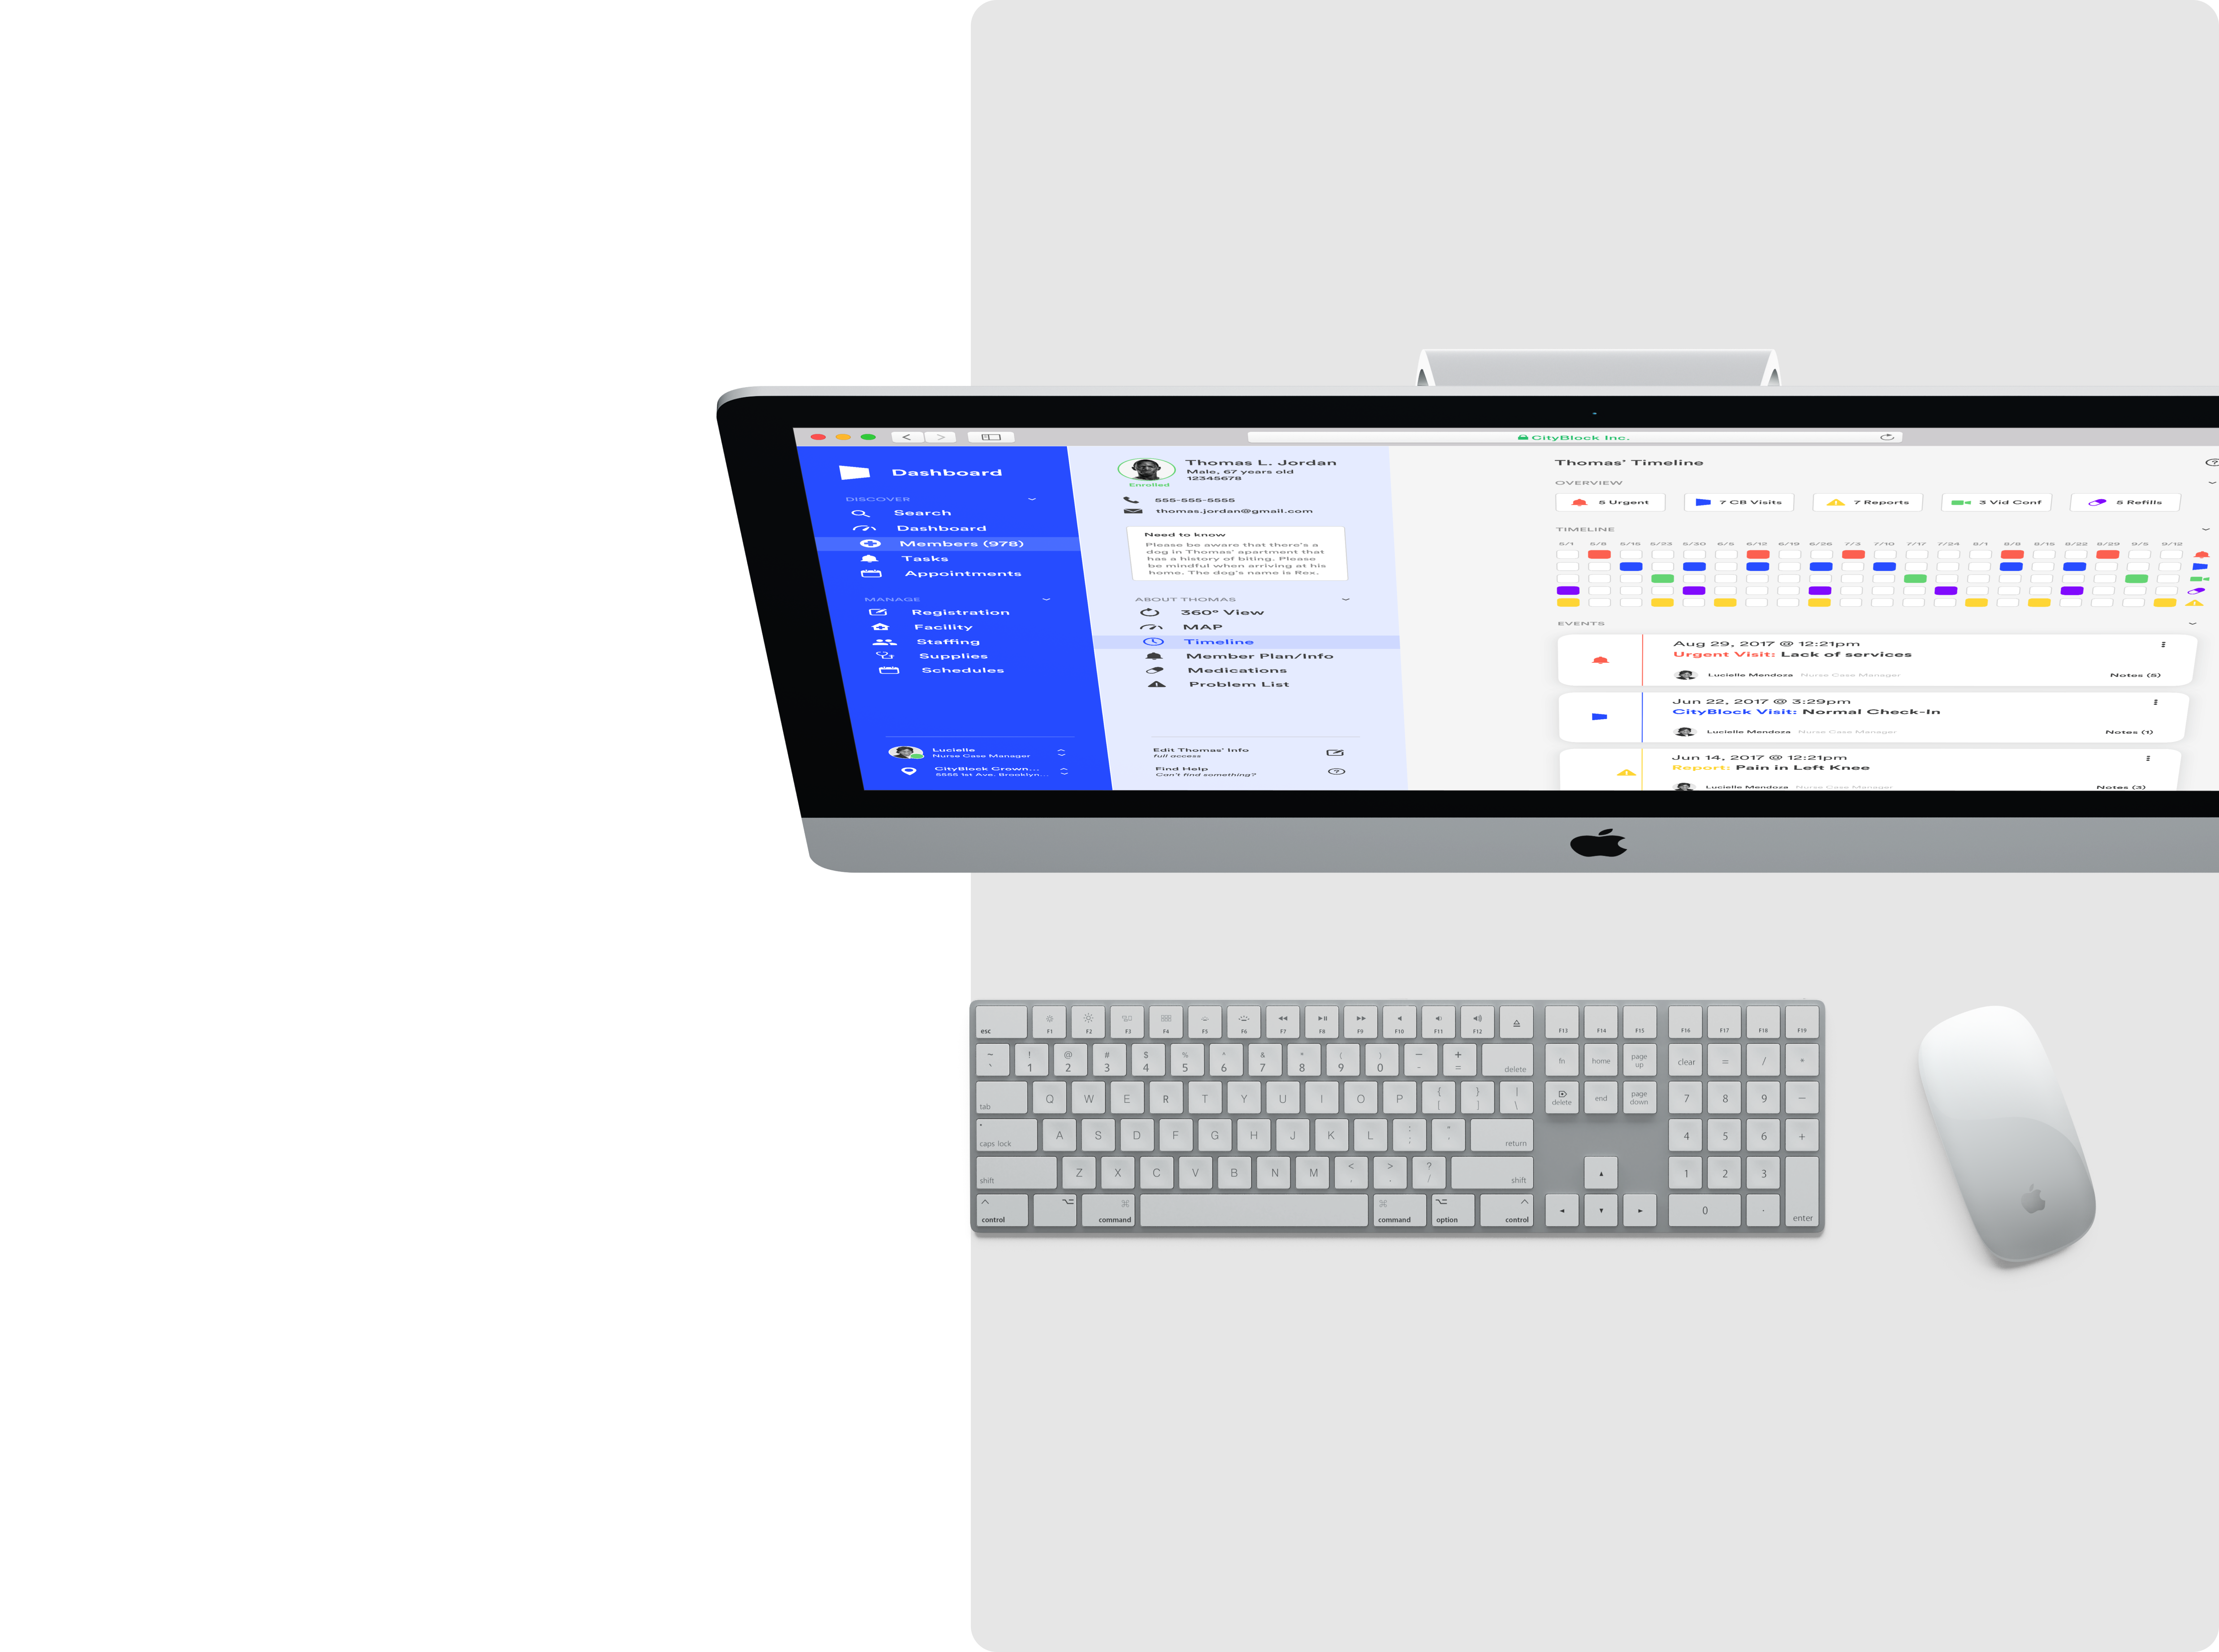 CityBlock Inc.
Dashboard
DISCOVER
Search
Dashboard
Members (978)
Tasks
Appointments
MANAGE
Registration
Facility
Staffing
Supplies
Schedules
Lucielle
Nurse Case Manager
CityBlock Crown...
5555 1st Ave. Brooklyn...
Thomas L. Jordan
Male, 67 years old
12345678
Enrolled
555-555-5555
thomas.jordan@gmail.com
Need to know
Please be aware that there's a
dog in Thomas' apartment that
has a history of biting. Please
be mindful when arriving at his
home. The dog's name is Rex.
ABOUT THOMAS
360° View
MAP
Timeline
Member Plan/Info
Medications
Problem List
Edit Thomas' Info
full access
Find Help
Can't find something?
Thomas' Timeline
OVERVIEW
5 Urgent
7 CB Visits
7 Reports
3 Vid Conf
5 Refills
TIMELINE
5/1 5/8 5/15 5/23 5/30 6/5 6/12 6/19 6/26 7/3 7/10 7/17 7/24 8/1 8/8 8/15 8/22 8/29 9/5 9/12
EVENTS
Aug 29, 2017 @ 12:21pm
Urgent Visit: Lack of services
Lucielle Mendoza Nurse Case Manager Notes (5)
Jun 22, 2017 @ 3:29pm
CityBlock Visit: Normal Check-In
Lucielle Mendoza Nurse Case Manager Notes (1)
Jun 14, 2017 @ 12:21pm
Report: Pain in Left Knee
Lucielle Mendoza Nurse Case Manager Notes (3)
esc F1 F2 F3 F4 F5 F6 F7 F8 F9 F10 F11 F12 F13 F14 F15 F16 F17 F18 F19
~ ! @ # $ % ^ & * ( ) — +
` 1 2 3 4 5 6 7 8 9 0 - = delete fn home page up clear = / *
tab Q W E R T Y U I O P { [ } ] | \ delete end page down 7 8 9 —
caps lock A S D F G H J K L : ; " ' return 4 5 6 +
shift Z X C V B N M < , > . ? / shift 1 2 3
control command command option control 0 . enter